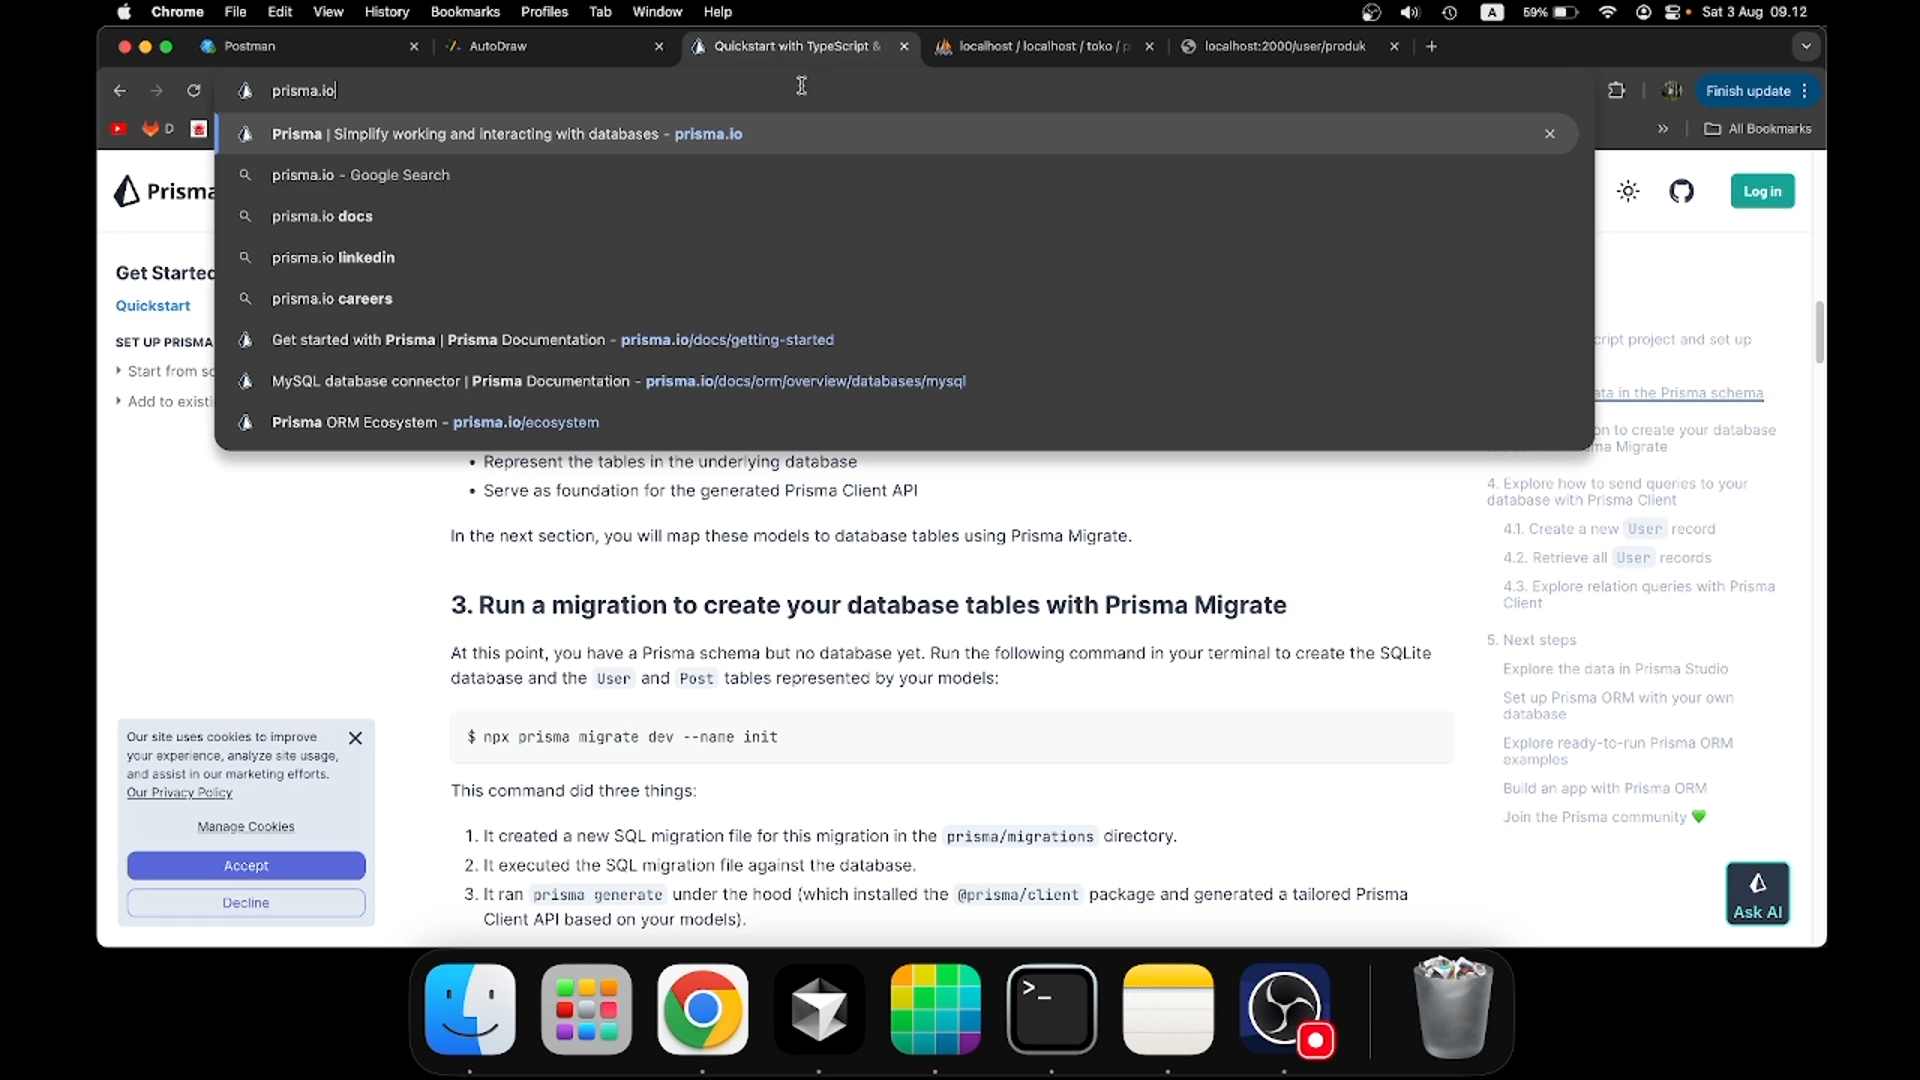 Chrome File Edit View History Bookmarks Profiles Tab Window Help A 59% Sat 3 Aug 09.12
Postman AutoDraw Quickstart with TypeScript & localhost / localhost / toko / p localhost:2000/user/produk
prisma.io Finish update
D All Bookmarks
Prisma | Simplify working and interacting with databases - prisma.io
prisma.io - Google Search
prisma.io docs
prisma.io linkedin
prisma.io careers
Get started with Prisma | Prisma Documentation - prisma.io/docs/getting-started
MySQL database connector | Prisma Documentation - prisma.io/docs/orm/overview/databases/mysql
Prisma ORM Ecosystem - prisma.io/ecosystem
Prisma
Log in
Get Started
Quickstart
SET UP PRISMA
Start from sc
Add to existi
• Represent the tables in the underlying database
• Serve as foundation for the generated Prisma Client API
In the next section, you will map these models to database tables using Prisma Migrate.
3. Run a migration to create your database tables with Prisma Migrate
At this point, you have a Prisma schema but no database yet. Run the following command in your terminal to create the SQLite
database and the User and Post tables represented by your models:
$ npx prisma migrate dev --name init
This command did three things:
1. It created a new SQL migration file for this migration in the prisma/migrations directory.
2. It executed the SQL migration file against the database.
3. It ran prisma generate under the hood (which installed the @prisma/client package and generated a tailored Prisma
Client API based on your models).
cript project and set up
ata in the Prisma schema
on to create your database
ma Migrate
4. Explore how to send queries to your
database with Prisma Client
4.1. Create a new User record
4.2. Retrieve all User records
4.3. Explore relation queries with Prisma
Client
5. Next steps
Explore the data in Prisma Studio
Set up Prisma ORM with your own
database
Explore ready-to-run Prisma ORM
examples
Build an app with Prisma ORM
Join the Prisma community 💚
Our site uses cookies to improve
your experience, analyze site usage,
and assist in our marketing efforts.
Our Privacy Policy
Manage Cookies
Accept
Decline
Ask AI
>_